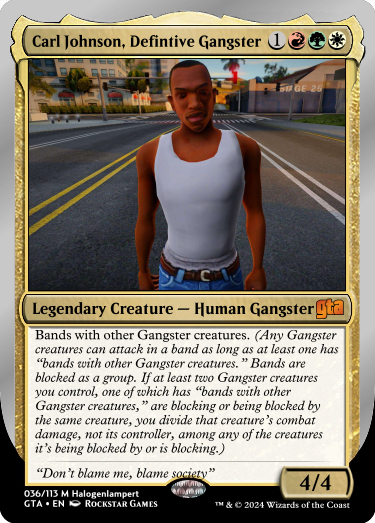 Carl Johnson, Defintive Gangster 1
Legendary Creature — Human Gangster gta
Bands with other Gangster creatures. (Any Gangster
creatures can attack in a band as long as at least one has
“bands with other Gangster creatures.” Bands are
blocked as a group. If at least two Gangster creatures
you control, one of which has “bands with other
Gangster creatures,” are blocking or being blocked by
the same creature, you divide that creature's combat
damage, not its controller, among any of the creatures
it's being blocked by or is blocking.)
“Don't blame me, blame society”
4/4
036/113 M Halogenlampert
GTA • EN Rockstar Games
™ & © 2024 Wizards of the Coast